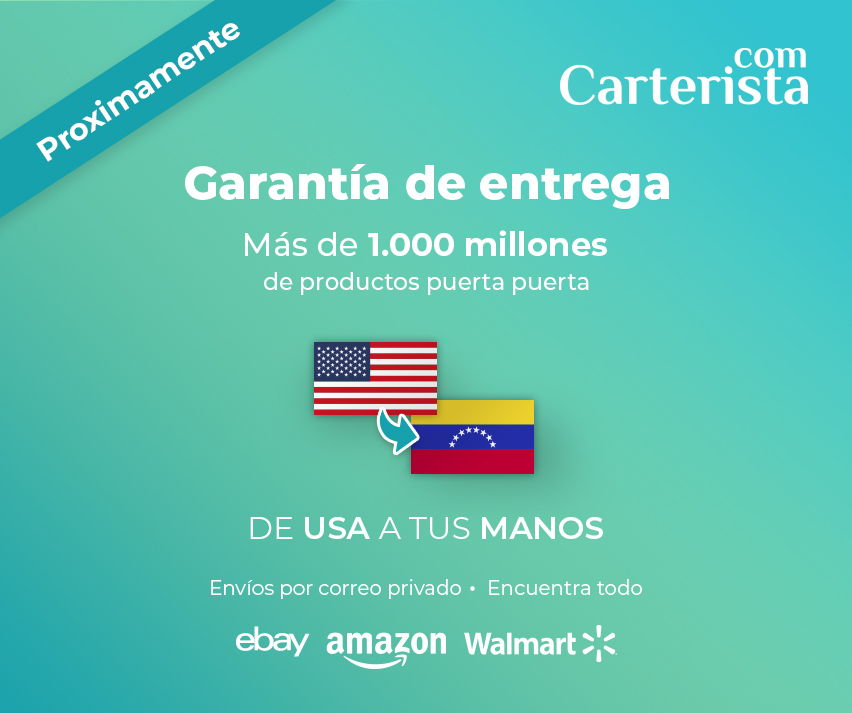 Proximamente
com
Carterista
Garantía de entrega
Más de 1.000 millones
de productos puerta puerta
DE USA A TUS MANOS
Envíos por correo privado • Encuentra todo
ebay amazon Walmart